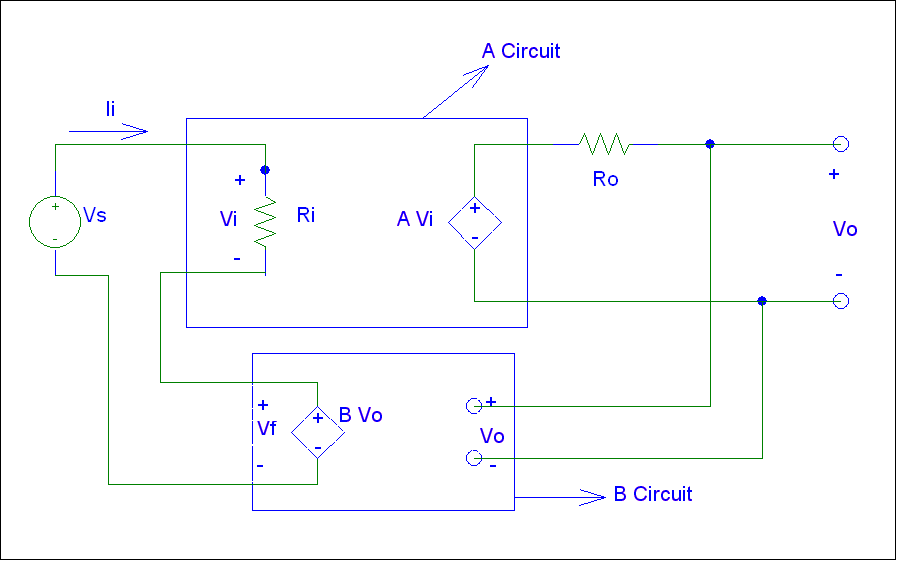 A Circuit
Ii
+
Vs
-
+
Vi
-
Ri
A Vi
+
-
Ro
+
Vo
-
+
Vf
-
+
-
B Vo
+
Vo
-
B Circuit